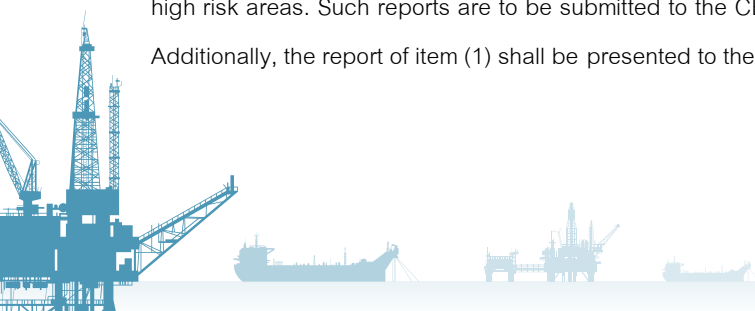 high risk areas. Such reports are to be submitted to the
Additionally, the report of item (1) shall be presented to the